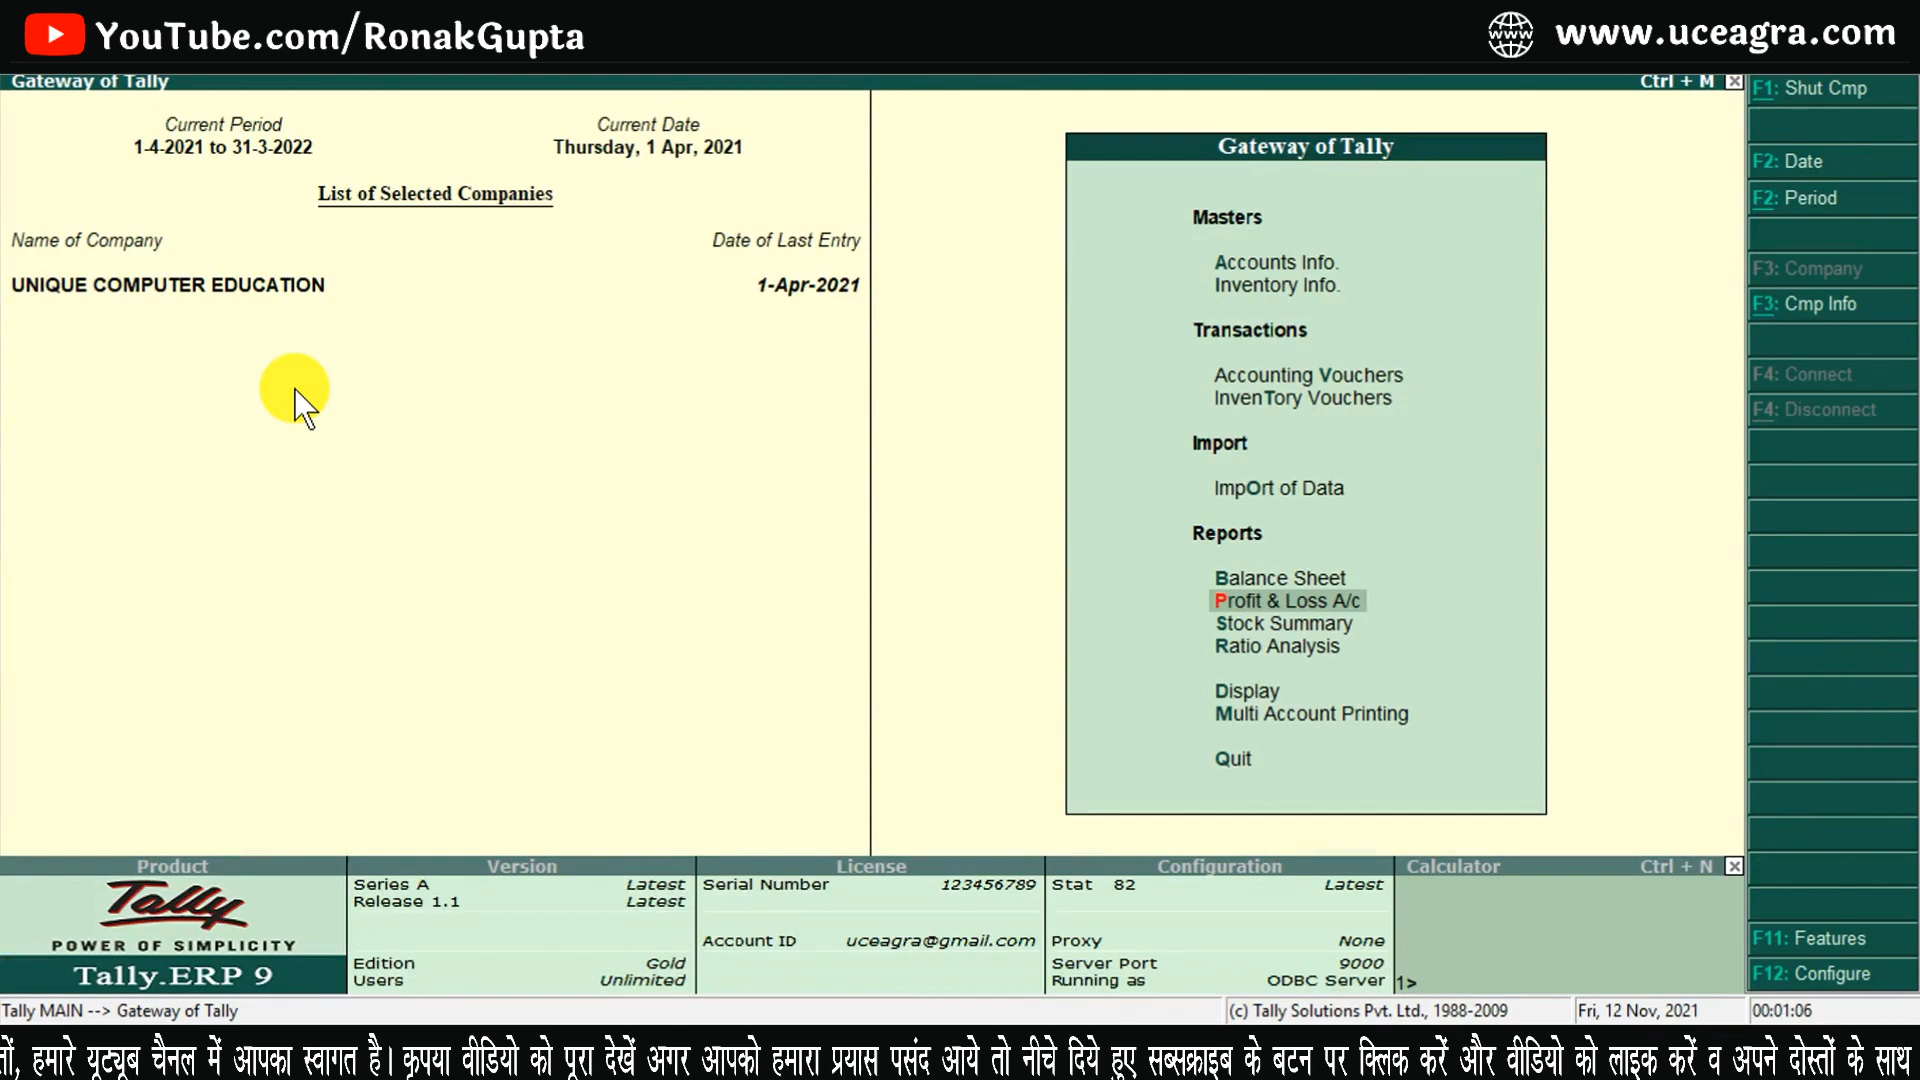 YouTube.com/RonakGupta
www www.uceagra.com
Gateway of Tally
Ctrl + M
Current Period
1-4-2021 to 31-3-2022
Current Date
Thursday, 1 Apr, 2021
List of Selected Companies
Name of Company
Date of Last Entry
UNIQUE COMPUTER EDUCATION
1-Apr-2021
Gateway of Tally
Masters
Accounts Info.
Inventory Info.
Transactions
Accounting Vouchers
InvenTory Vouchers
Import
ImpOrt of Data
Reports
Balance Sheet
Profit & Loss A/c
Stock Summary
Ratio Analysis
Display
Multi Account Printing
Quit
F1: Shut Cmp
F2: Date
F2: Period
F3: Company
F3: Cmp Info
F4: Connect
F4: Disconnect
F11: Features
F12: Configure
Product
Tally
POWER OF SIMPLICITY
Tally.ERP 9
Version
Series A Latest
Release 1.1 Latest
Edition Gold
Users Unlimited
License
Serial Number 123456789
Account ID uceagra@gmail.com
Configuration
Stat 82 Latest
Proxy None
Server Port 9000
Running as ODBC Server
Calculator Ctrl + N
1>
Tally MAIN --> Gateway of Tally
(c) Tally Solutions Pvt. Ltd., 1988-2009
Fri, 12 Nov, 2021
00:01:06
हमारे यूट्यूब चैनल में आपका स्वागत है। कृपया वीडियो को पूरा देखें अगर आपको हमारा प्रयास पसंद आये तो नीचे दिये हुए सब्सक्राइब के बटन पर क्लिक करें और वीडियो को लाइक करें व अपने दोस्तों के साथ